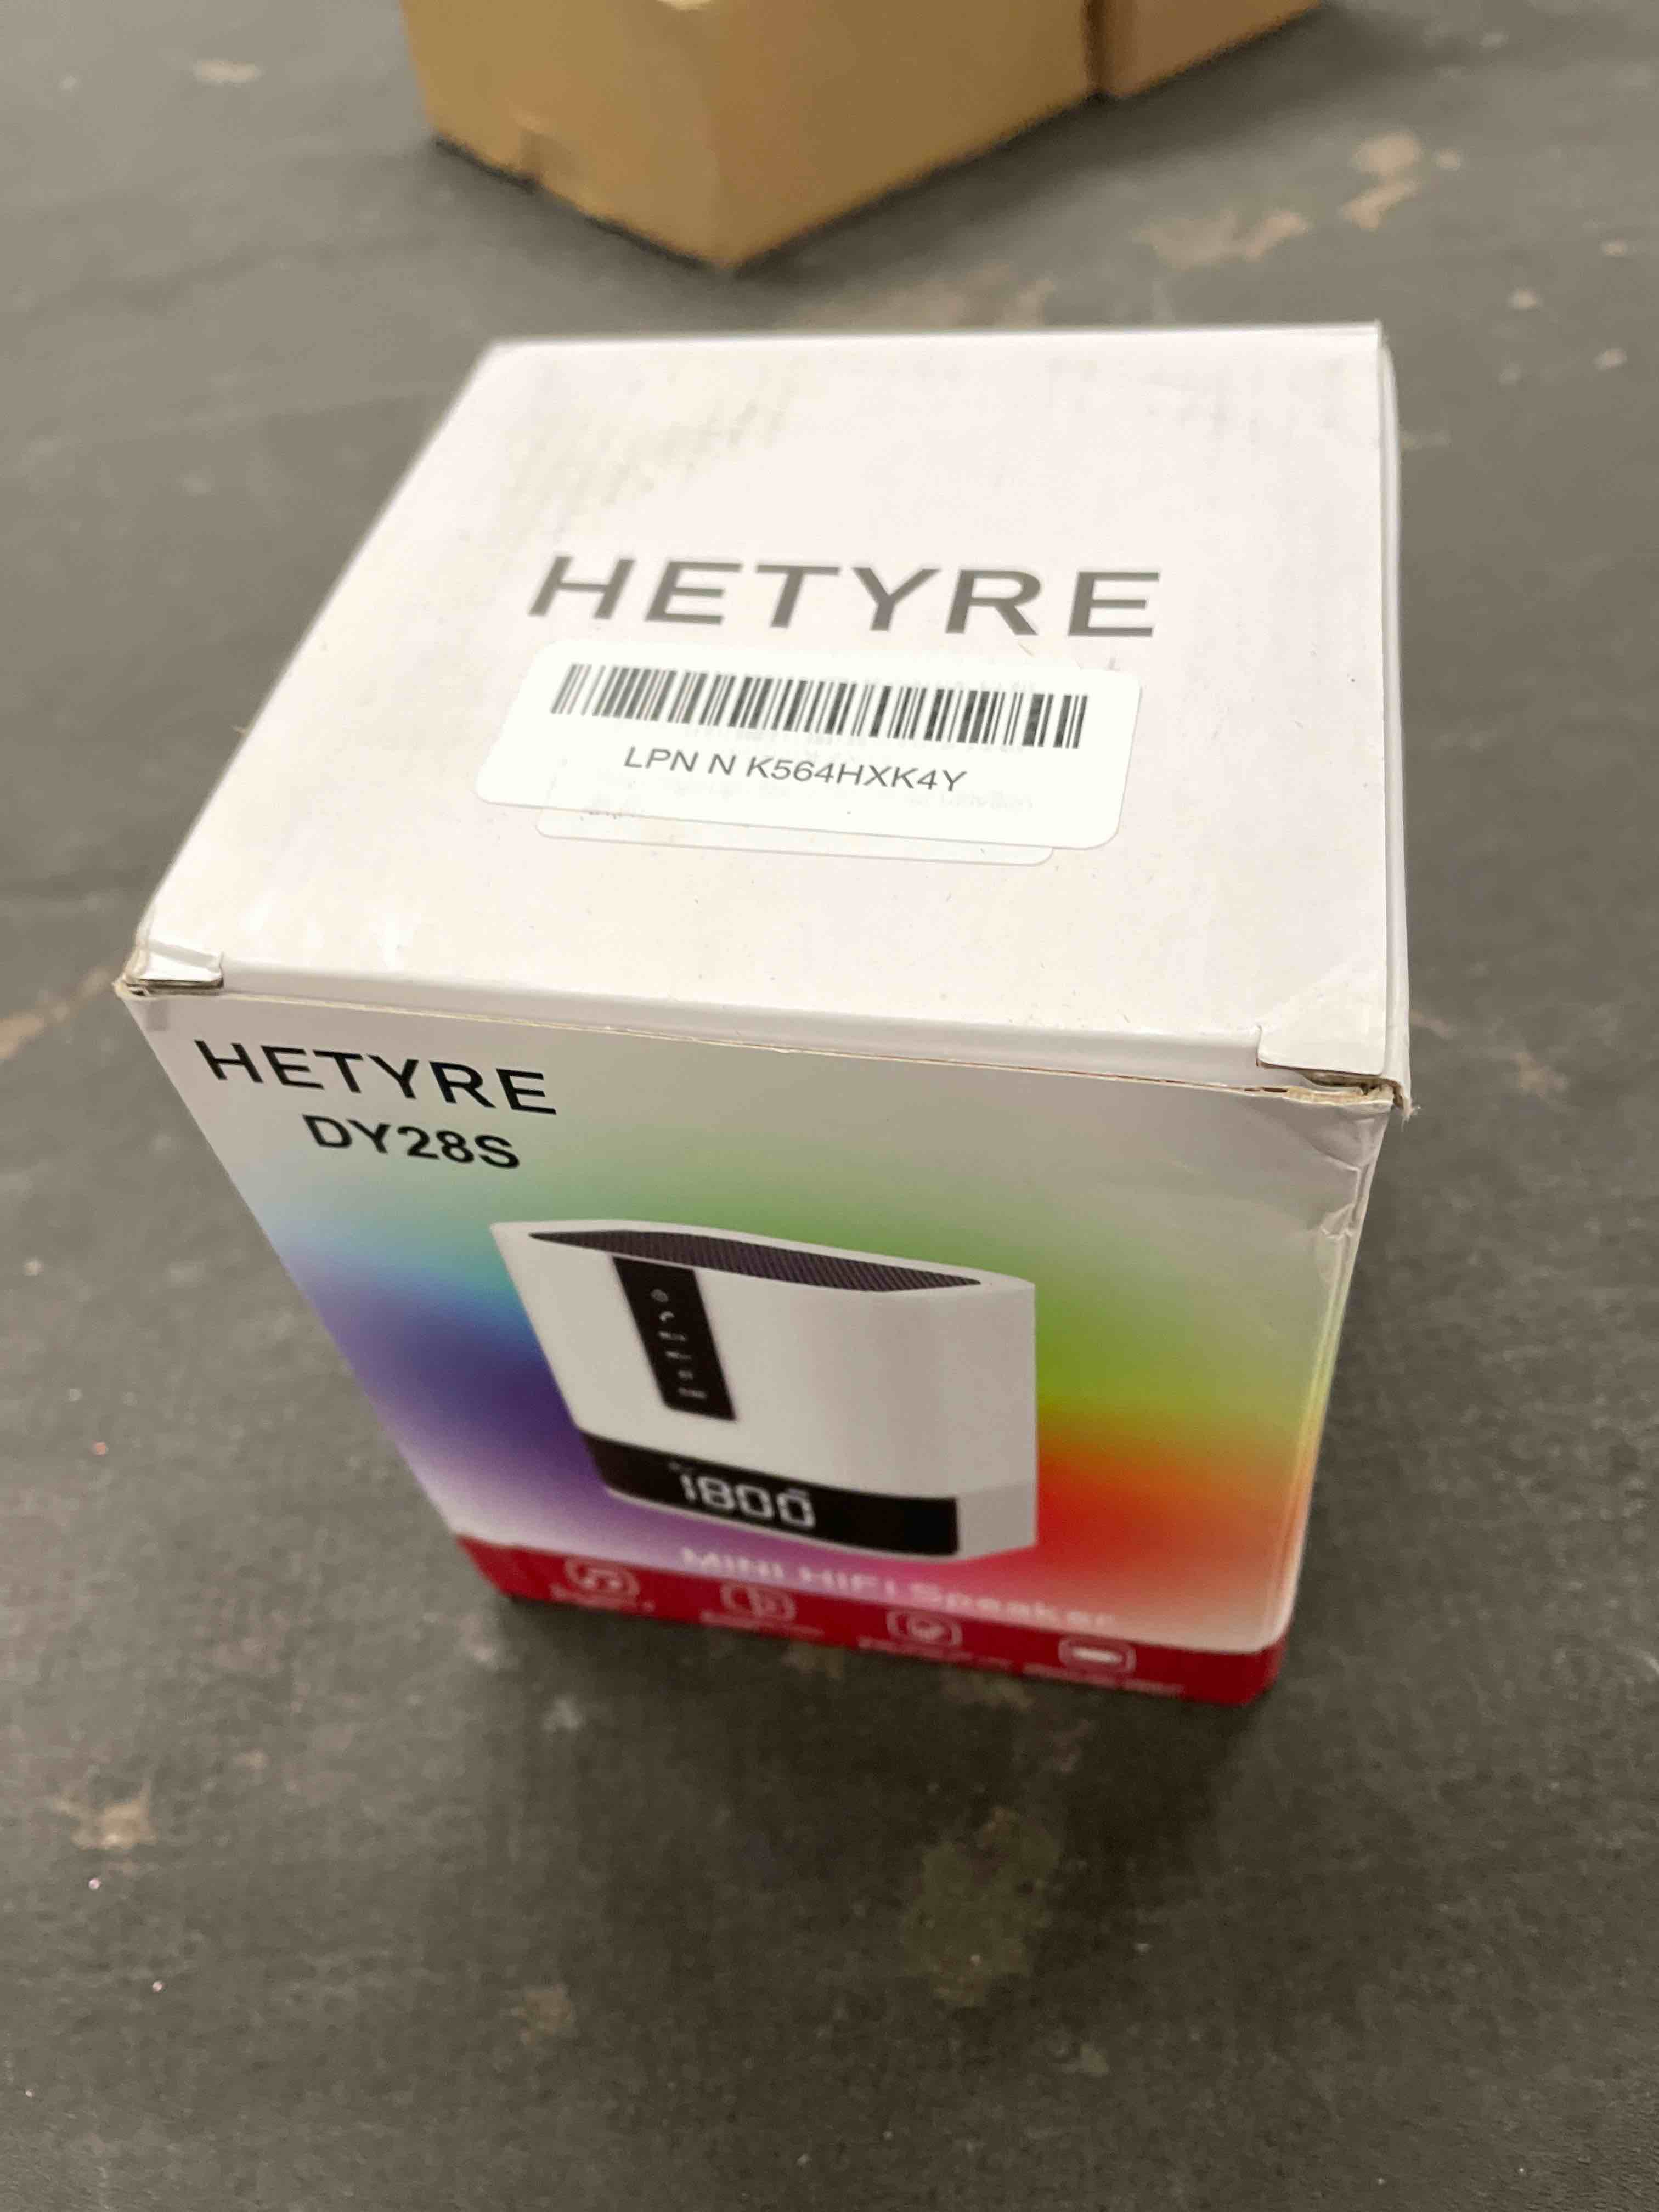 HETYRE
LPN N K564HXK4Y
HETYRE
DY28S
1800
MINI HIFI Speaker